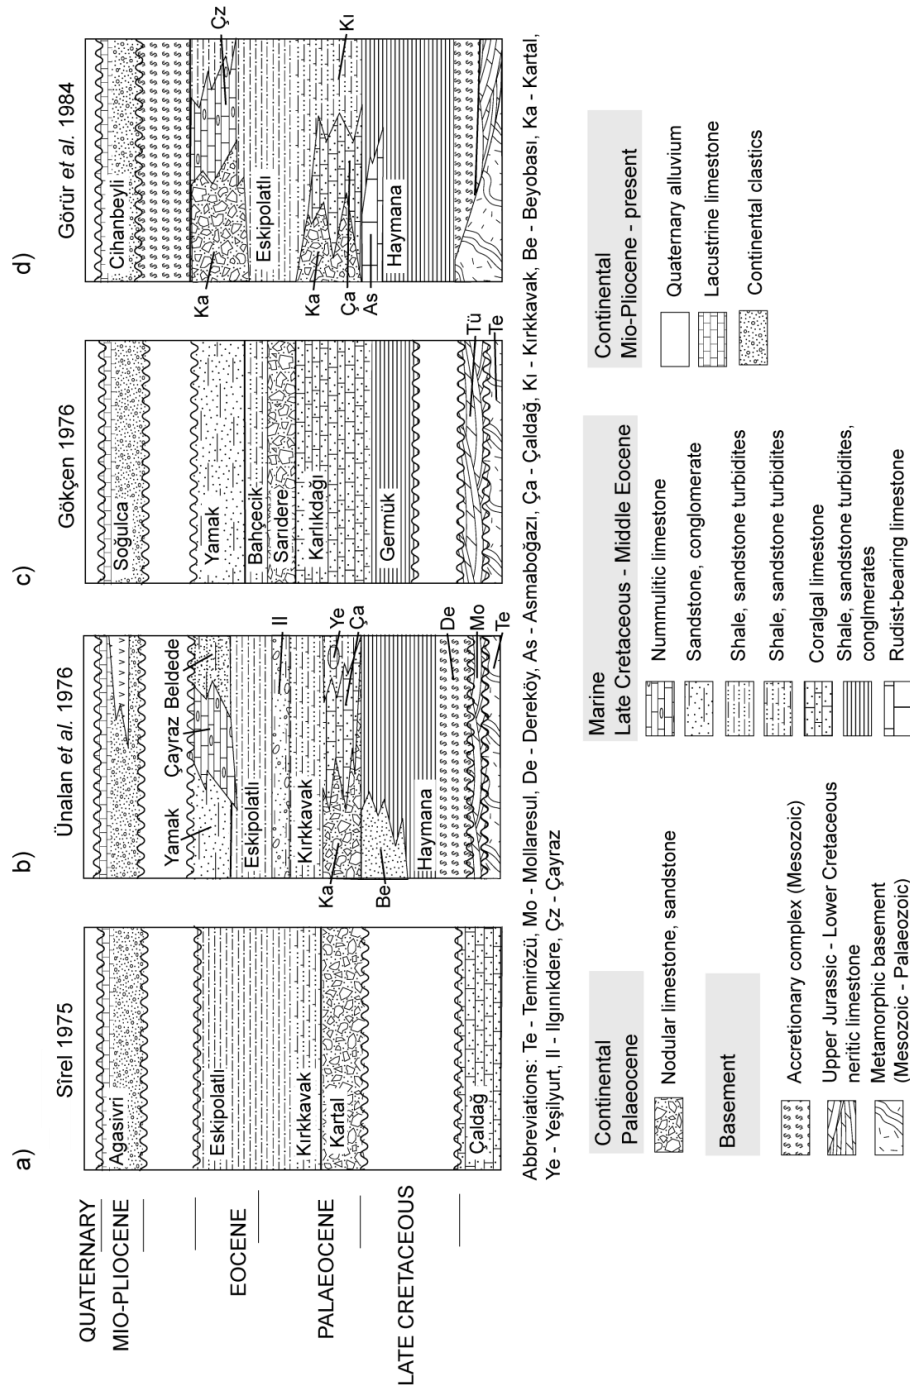 a)
Sîrel 1975
b)
Ünalan et al. 1976
c)
Gökçen 1976
d)
Görür et al. 1984
QUATERNARY
MIO-PLIOCENE
EOCENE
PALAEOCENE
LATE CRETACEOUS
Agasivri
Eskipolatlı
Kırkkavak
Kartal
Çaldağ
Yamak
Çayraz
Beldede
Eskipolatlı
Il
Kırkkavak
Ka
Ye
Ça
Be
Haymana
De
Mo
Te
Soğulca
Yamak
Bahçecik
Sarıdere
Karlıkdağı
Germük
Tü
Te
Cihanbeyli
Ka
Çz
Eskipolatlı
Ka
Kı
Ça
As
Haymana
Abbreviations: Te - Temirözü, Mo - Mollaresul, De - Dereköy, As - Asmaboğazı, Ça - Çaldağ, Kı - Kırkkavak, Be - Beyobası, Ka - Kartal,
Ye - Yeşilyurt, Il - Ilgınıkdere, Çz - Çayraz
Continental
Palaeocene
Nodular limestone, sandstone
Basement
Accretionary complex (Mesozoic)
Upper Jurassic - Lower Cretaceous
neritic limestone
Metamorphic basement
(Mesozoic - Palaeozoic)
Marine
Late Cretaceous - Middle Eocene
Nummulitic limestone
Sandstone, conglomerate
Shale, sandstone turbidites
Shale, sandstone turbidites
Coralgal limestone
Shale, sandstone turbidites,
conglmerates
Rudist-bearing limestone
Continental
Mio-Pliocene - present
Quaternary alluvium
Lacustrine limestone
Continental clastics